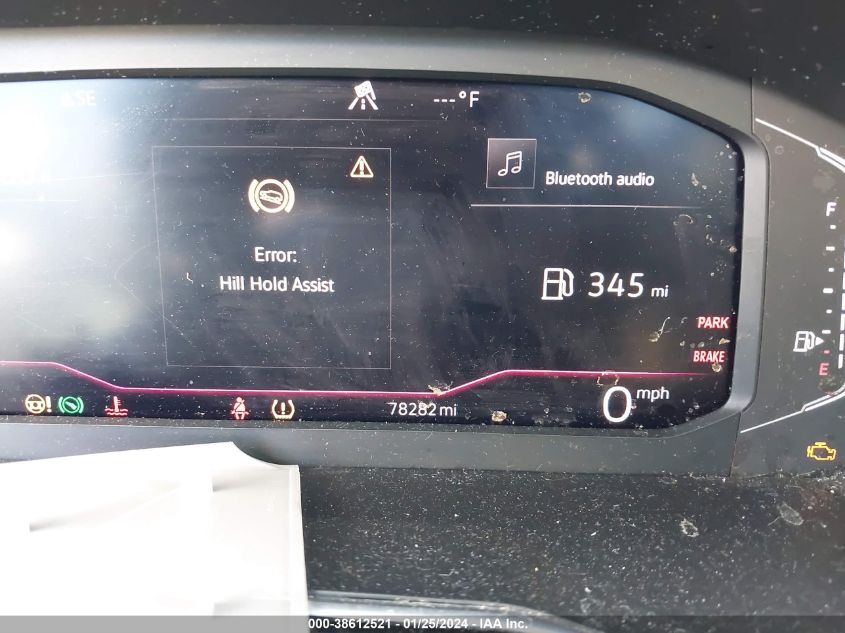 ---°F
Bluetooth audio
Error:
Hill Hold Assist
345 mi
F
PARK
BRAKE
E
78282 mi
0 mph
000-38612521 - 01/25/2024 - IAA Inc.